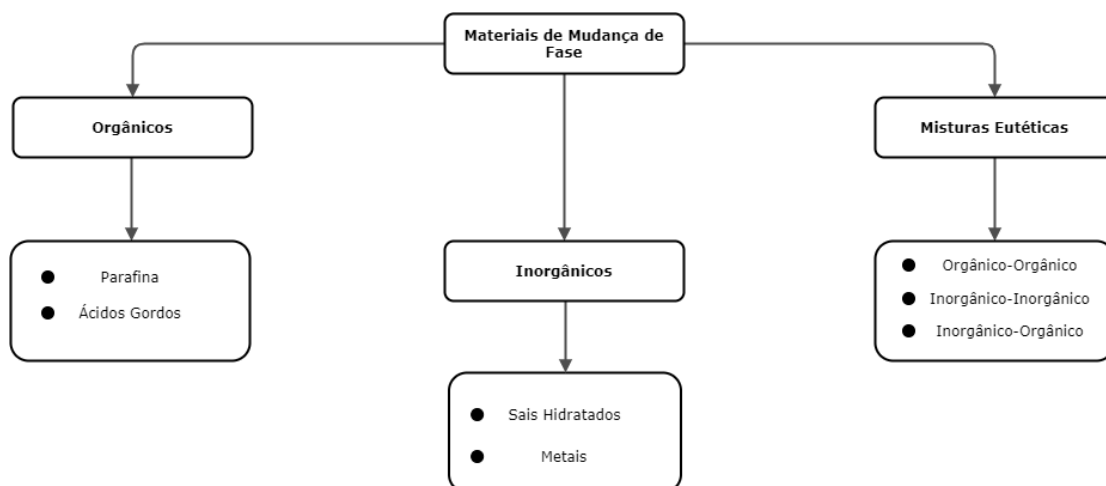 Materiais de Mudança de
Fase
Orgânicos
Misturas Eutéticas
Parafina
Ácidos Gordos
Inorgânicos
Orgânico-Orgânico
Inorgânico-Inorgânico
Inorgânico-Orgânico
Sais Hidratados
Metais